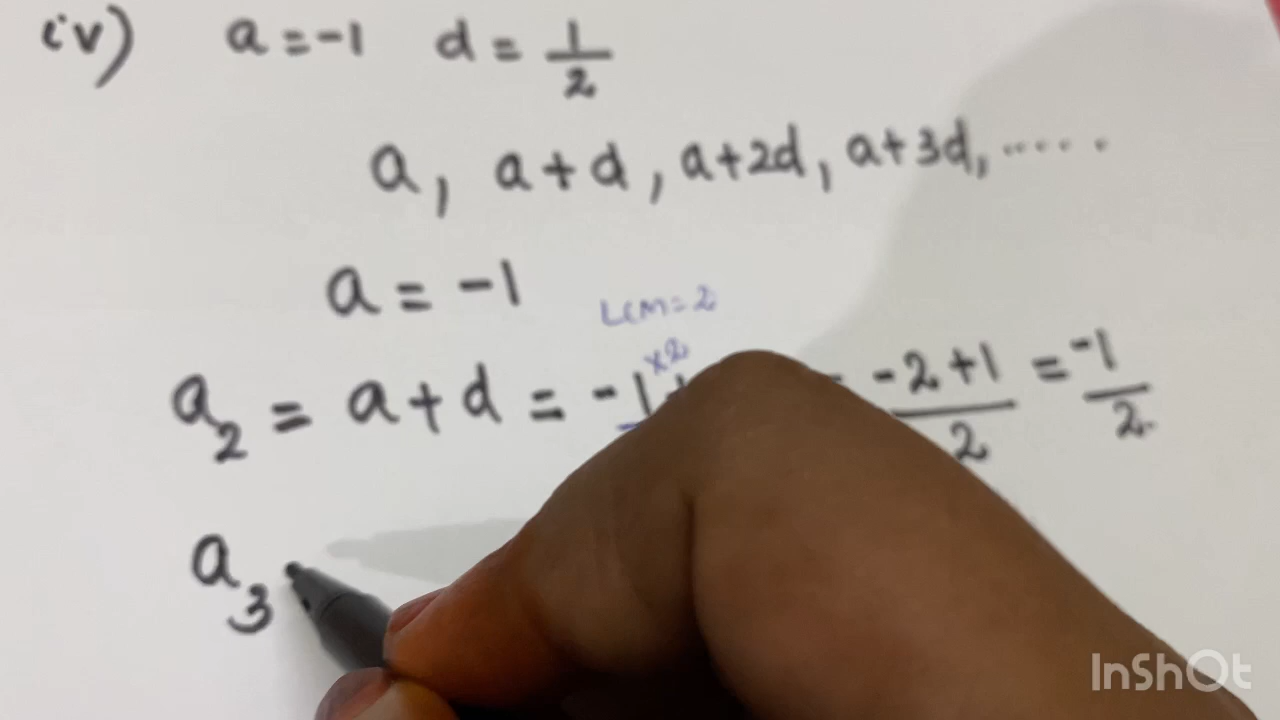 iv) a = -1 d = 1/2
a, a+d, a+2d, a+3d, .....
a = -1
LCM = 2
×2
a₂ = a+d = -1 = -2+1/2 = -1/2
a₃
InShOt